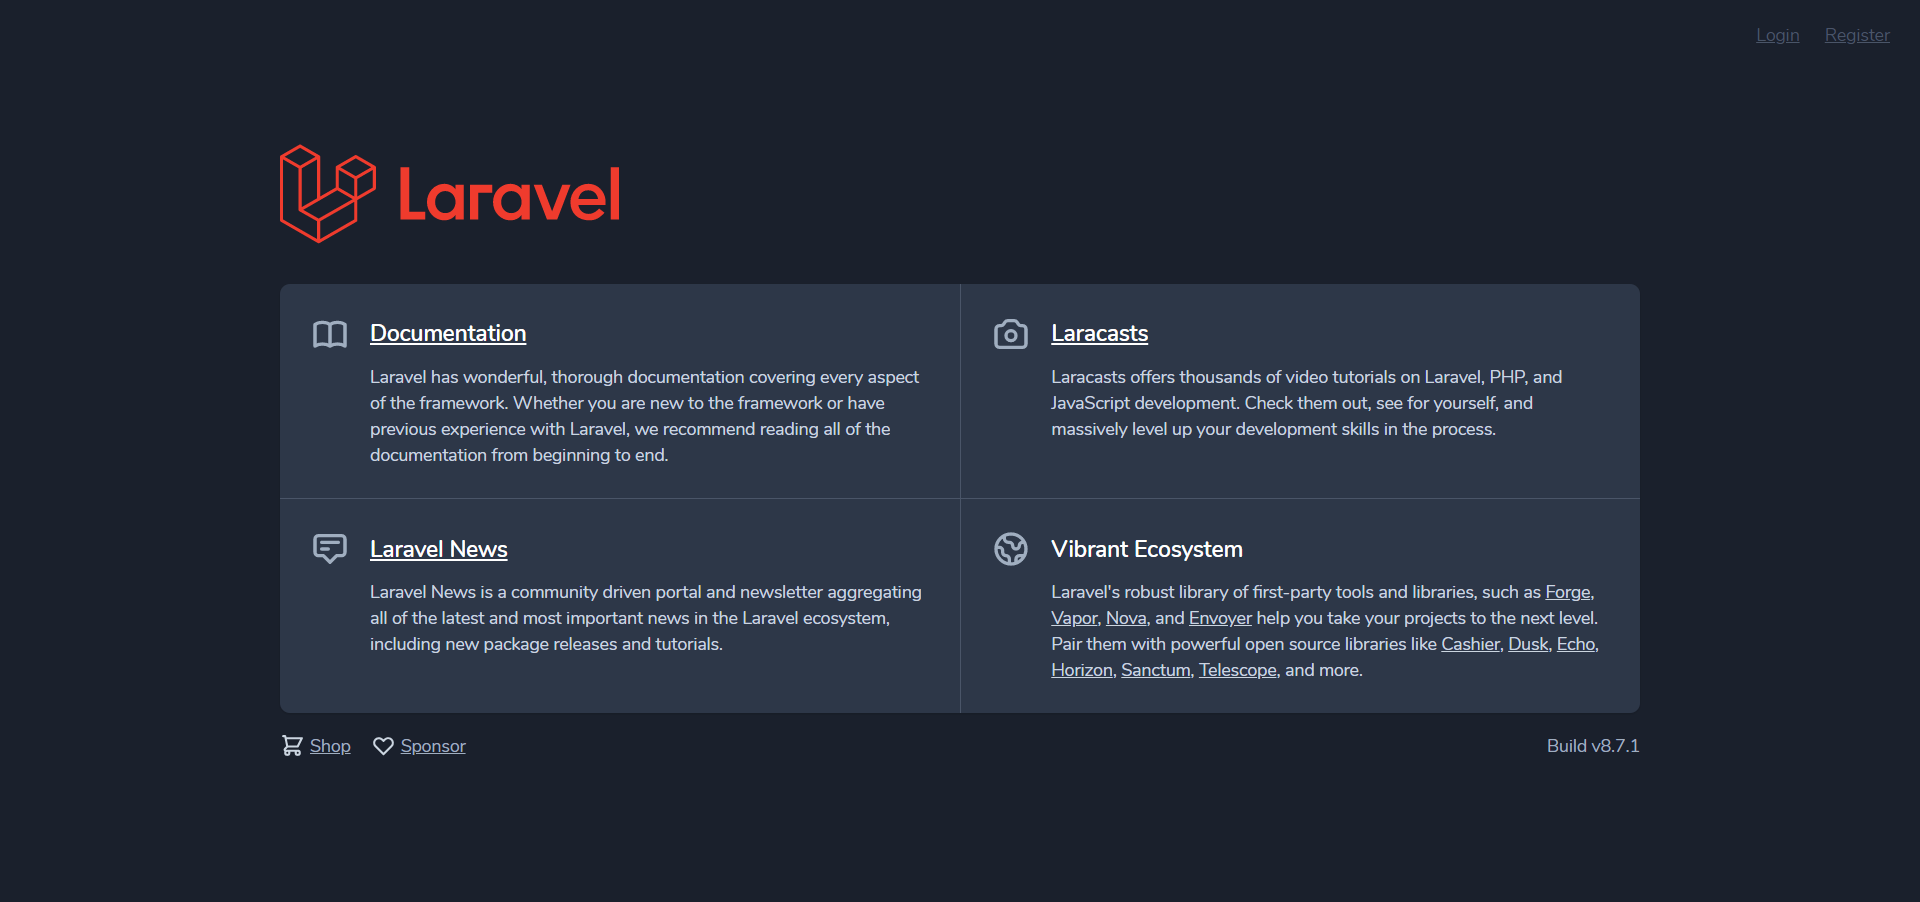 Login Register
Laravel
Documentation
Laravel has wonderful, thorough documentation covering every aspect
of the framework. Whether you are new to the framework or have
previous experience with Laravel, we recommend reading all of the
documentation from beginning to end.
Laracasts
Laracasts offers thousands of video tutorials on Laravel, PHP, and
JavaScript development. Check them out, see for yourself, and
massively level up your development skills in the process.
Laravel News
Laravel News is a community driven portal and newsletter aggregating
all of the latest and most important news in the Laravel ecosystem,
including new package releases and tutorials.
Vibrant Ecosystem
Laravel's robust library of first-party tools and libraries, such as Forge,
Vapor, Nova, and Envoyer help you take your projects to the next level.
Pair them with powerful open source libraries like Cashier, Dusk, Echo,
Horizon, Sanctum, Telescope, and more.
Shop Sponsor Build v8.7.1